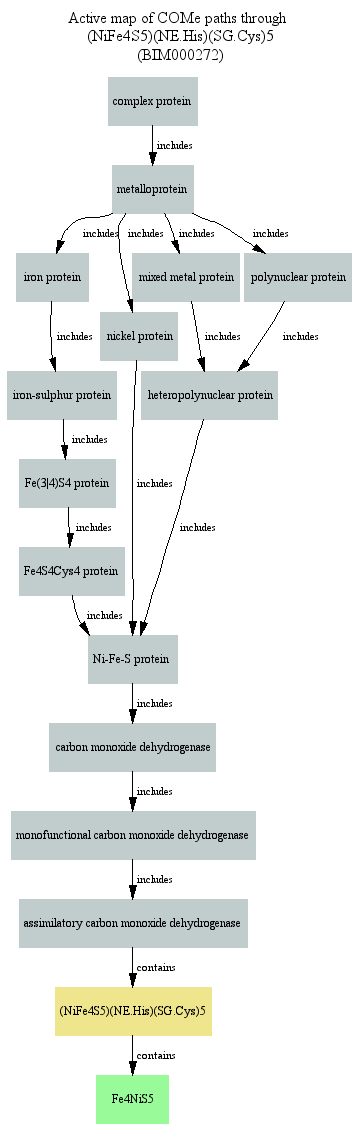 Active map of COMe paths through
(NiFe4S5)(NE.His)(SG.Cys)5
(BIM000272)
complex protein
includes
metalloprotein
includes includes includes includes
iron protein
mixed metal protein
polynuclear protein
nickel protein
includes includes includes
iron-sulphur protein
heteropolynuclear protein
includes
Fe(3|4)S4 protein
includes
includes
includes
Fe4S4Cys4 protein
includes
Ni-Fe-S protein
includes
carbon monoxide dehydrogenase
includes
monofunctional carbon monoxide dehydrogenase
includes
assimilatory carbon monoxide dehydrogenase
contains
(NiFe4S5)(NE.His)(SG.Cys)5
contains
Fe4NiS5